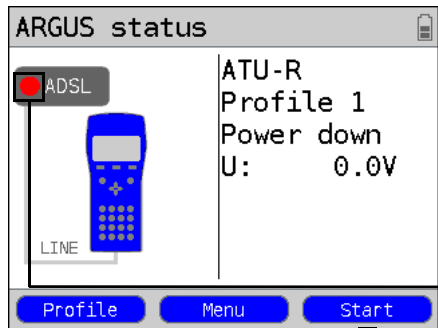 ARGUS status
ADSL
LINE
ATU-R
Profile 1
Power down
U: 0.0V
Profile
Menu
Start